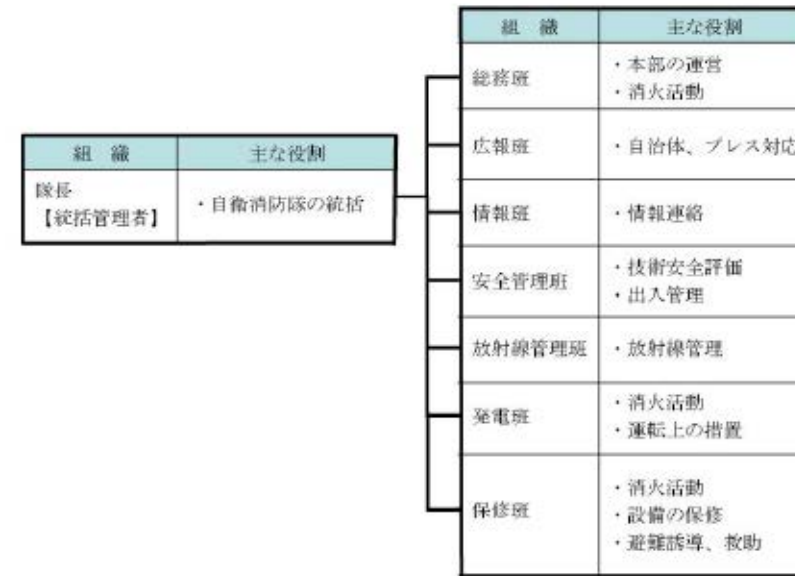 組　織
主な役割
隊長
【統括管理者】
・自衛消防隊の統括
組　織
主な役割
総務班
・本部の運営
・消火活動
広報班
・自治体、プレス対応
情報班
・情報連絡
安全管理班
・技術安全評価
・出入管理
放射線管理班
・放射線管理
発電班
・消火活動
・運転上の措置
保修班
・消火活動
・設備の保修
・避難誘導、救助